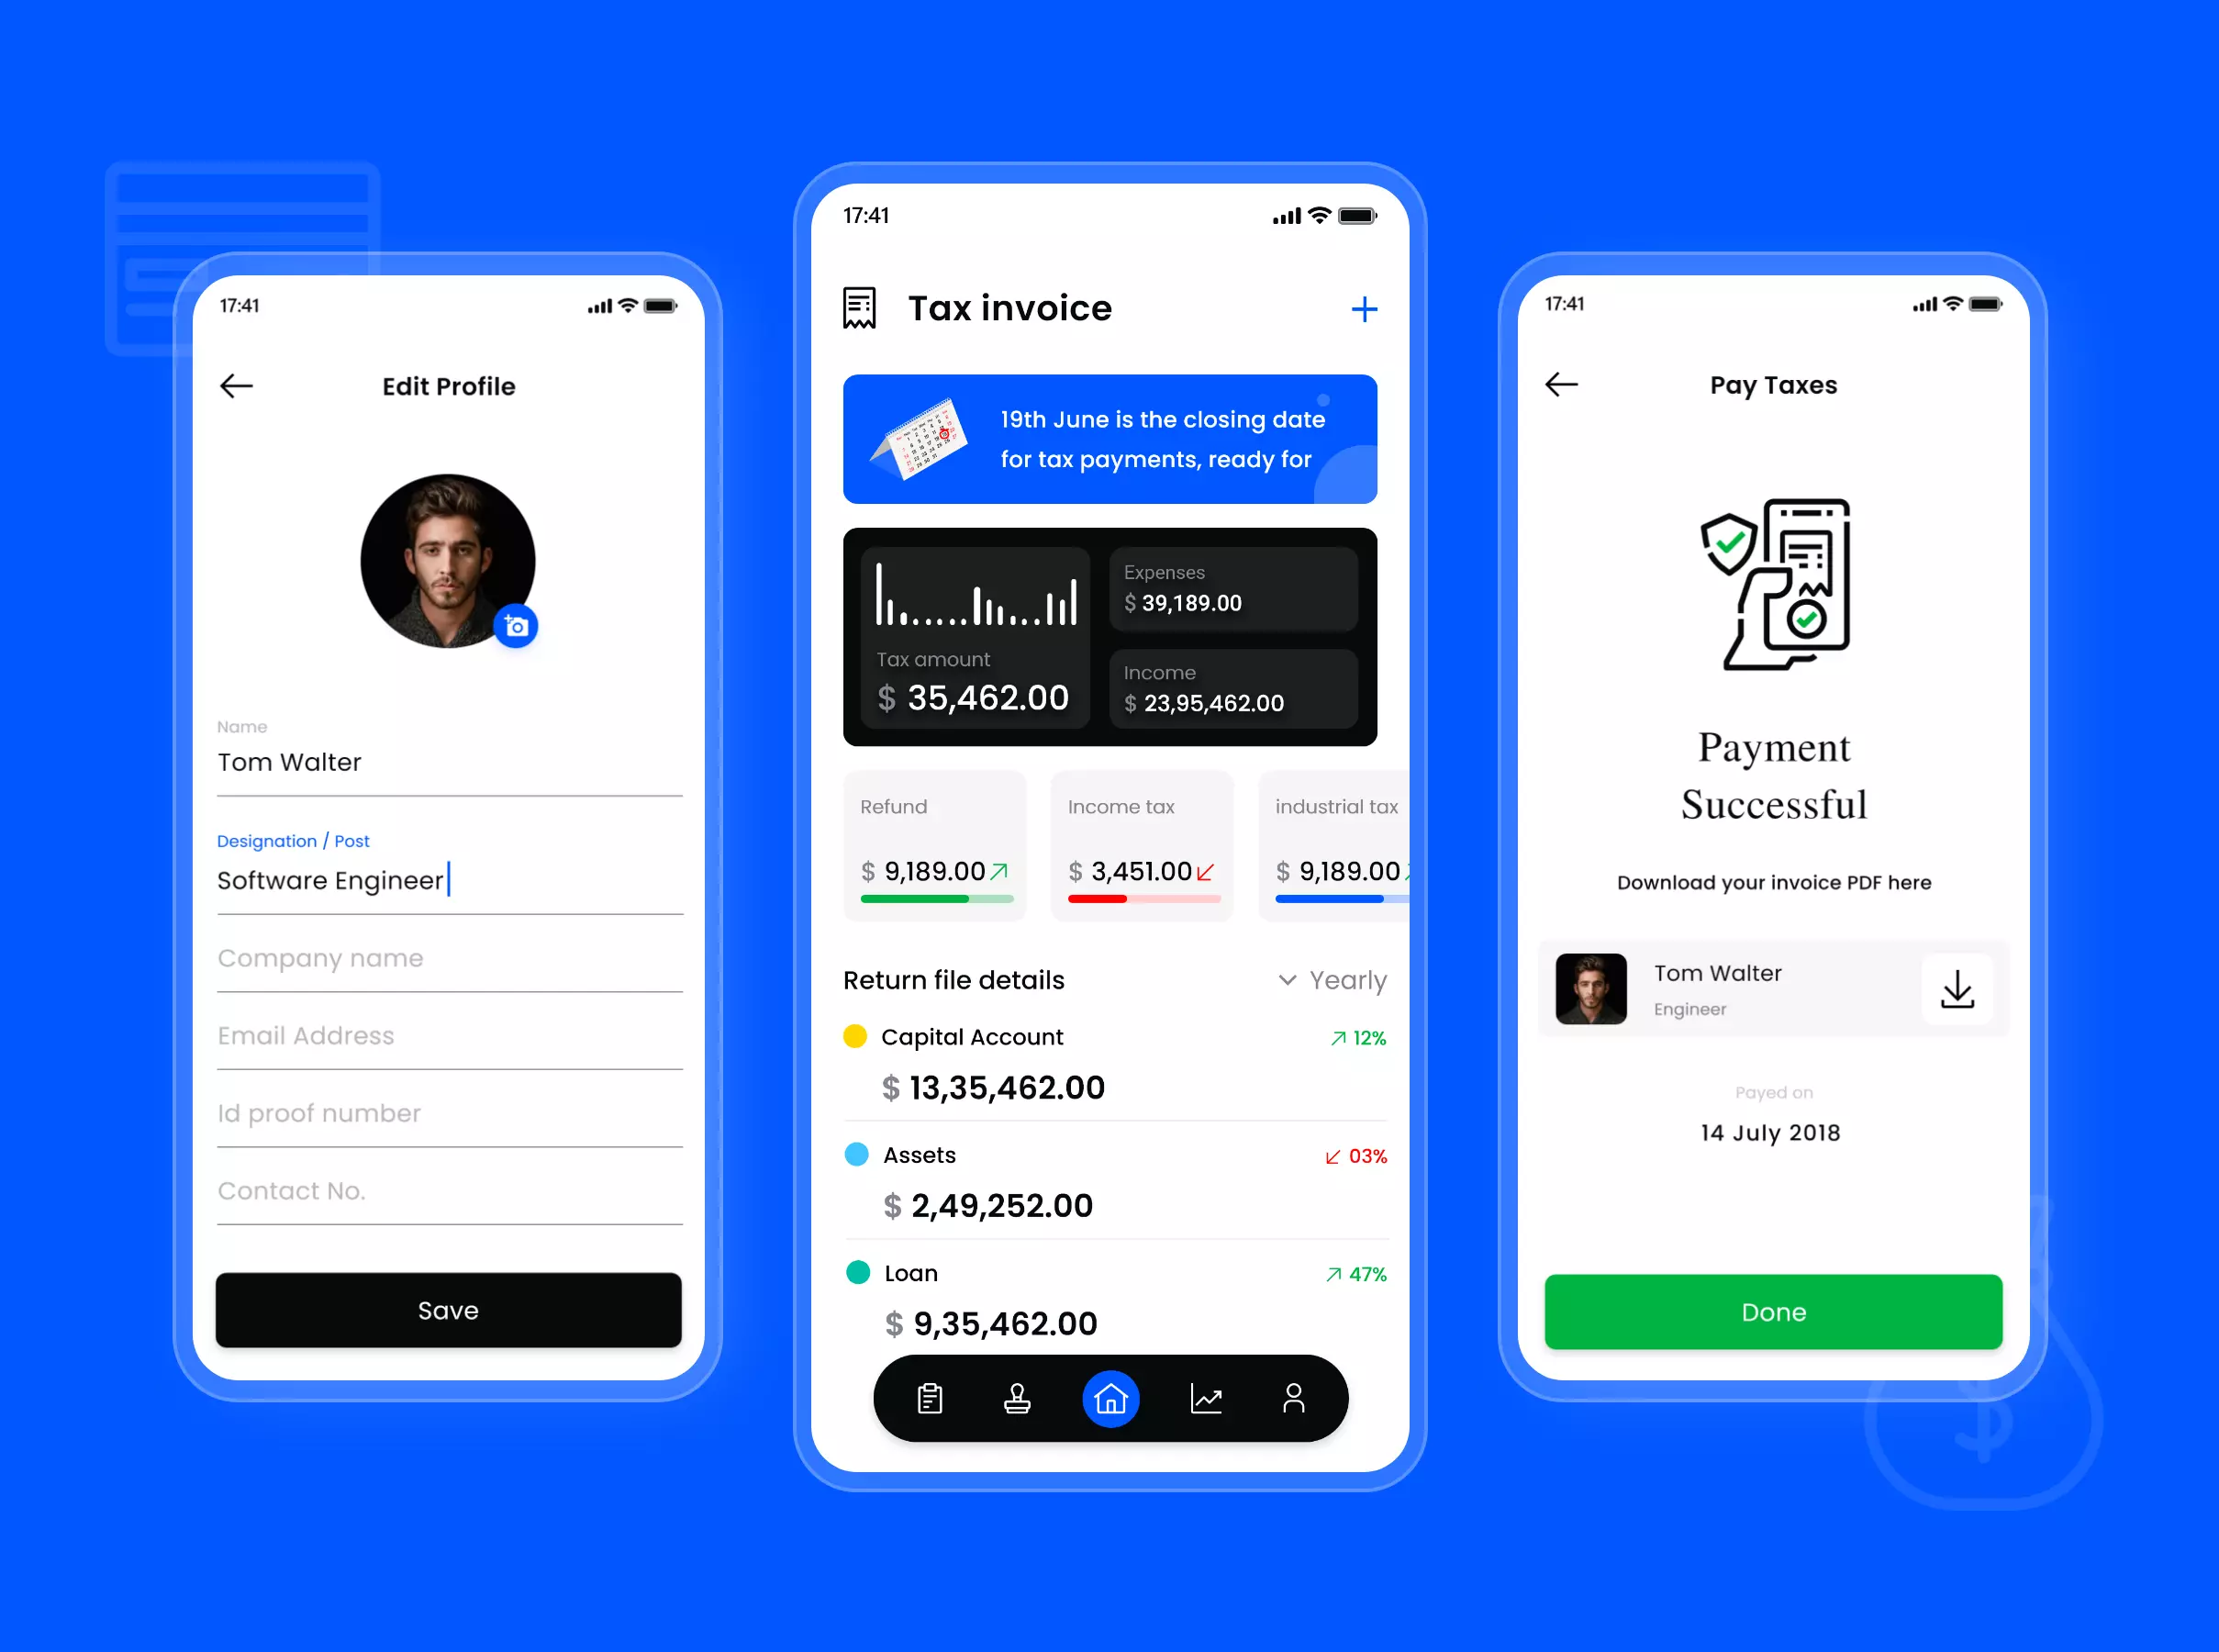 17:41
Edit Profile
Name
Tom Walter
Designation / Post
Software Engineer
Company name
Email Address
Id proof number
Contact No.
Save
17:41
Tax invoice
19th June is the closing date
for tax payments, ready for
Tax amount
$ 35,462.00
Expenses
$ 39,189.00
Income
$ 23,95,462.00
Refund
$ 9,189.00
Income tax
$ 3,451.00
industrial tax
$ 9,189.00
Return file details
Yearly
Capital Account
12%
$ 13,35,462.00
Assets
03%
$ 2,49,252.00
Loan
47%
$ 9,35,462.00
17:41
Pay Taxes
Payment
Successful
Download your invoice PDF here
Tom Walter
Engineer
Payed on
14 July 2018
Done
$